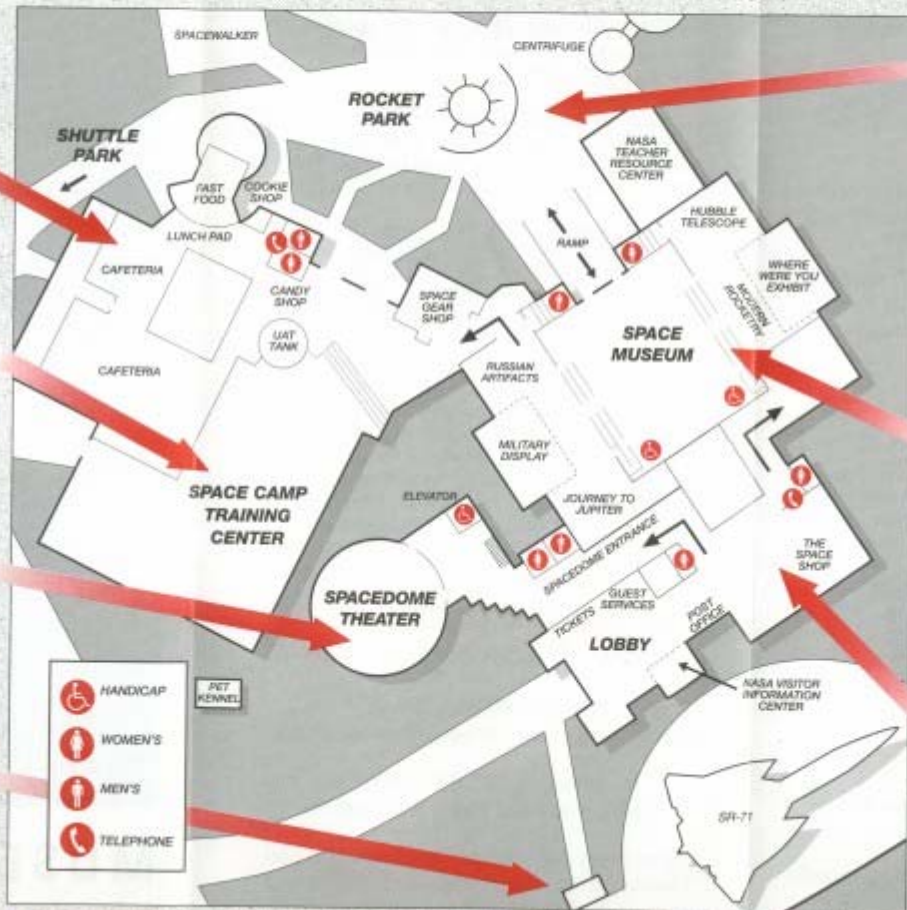 SPACEWALKER
CENTRIFUGE
ROCKET
PARK
SHUTTLE
PARK
NASA
TEACHER
RESOURCE
CENTER
FAST
FOOD
COOKIE
SHOP
HUBBLE
TELESCOPE
LUNCH PAD
RAMP
CAFETERIA
WHERE
WERE YOU
EXHIBIT
CANDY
SHOP
SPACE
GEAR
SHOP
MODERN
ROCKETRY
UAT
TANK
SPACE
MUSEUM
RUSSIAN
ARTIFACTS
CAFETERIA
MILITARY
DISPLAY
SPACE CAMP
TRAINING
CENTER
ELEVATOR
JOURNEY TO
JUPITER
SPACEDOME ENTRANCE
THE
SPACE
SHOP
SPACEDOME
THEATER
GUEST
SERVICES
TICKETS
POST
OFFICE
LOBBY
NASA VISITOR
INFORMATION
CENTER
PET
KENNEL
HANDICAP
WOMEN'S
MEN'S
TELEPHONE
SR-71